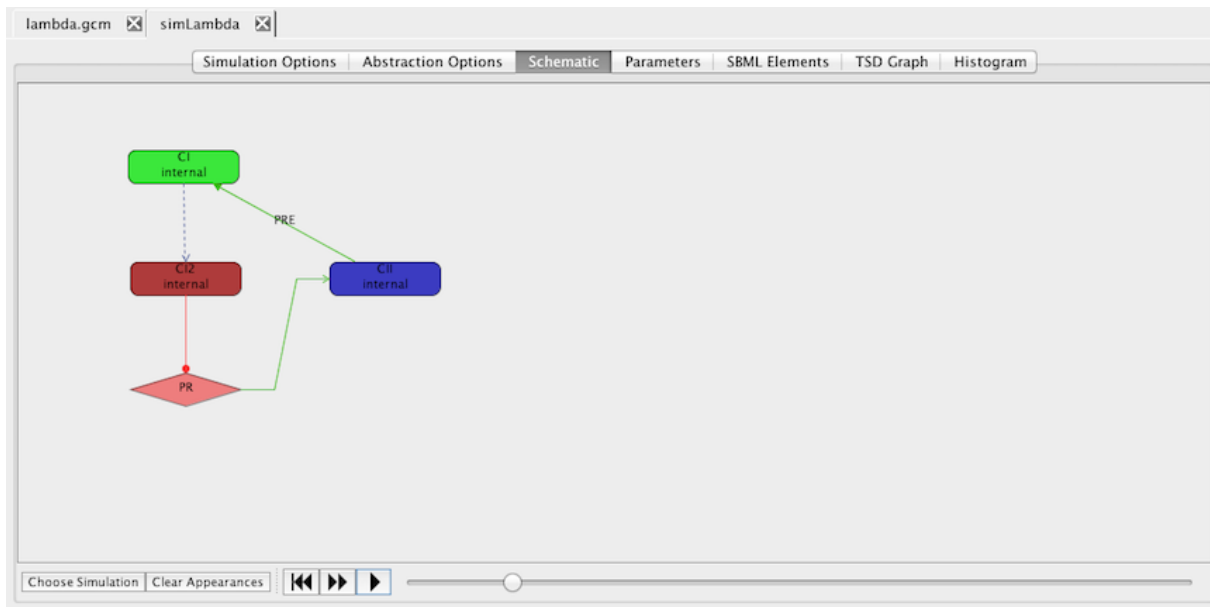 lambda.gcm simLambda
Simulation Options Abstraction Options Schematic Parameters SBML Elements TSD Graph Histogram
CI
internal
PRE
CI2
internal
CII
internal
PR
Choose Simulation Clear Appearances